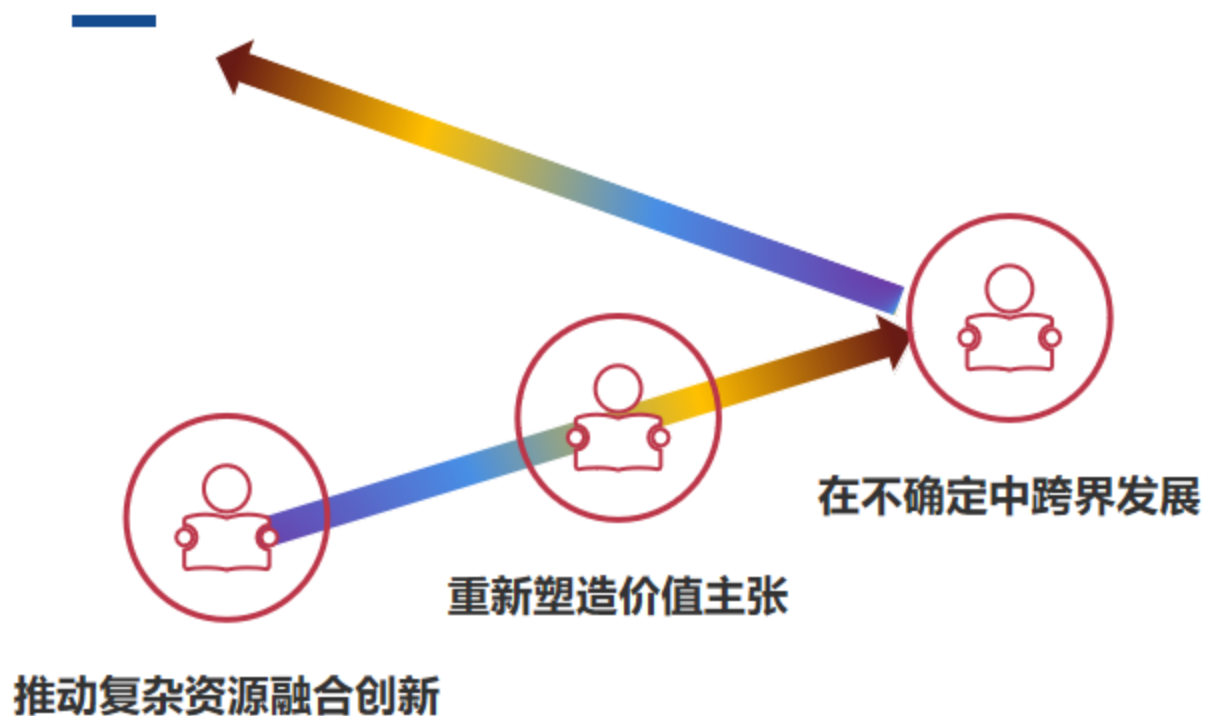 在不确定中跨界发展
重新塑造价值主张
推动复杂资源融合创新